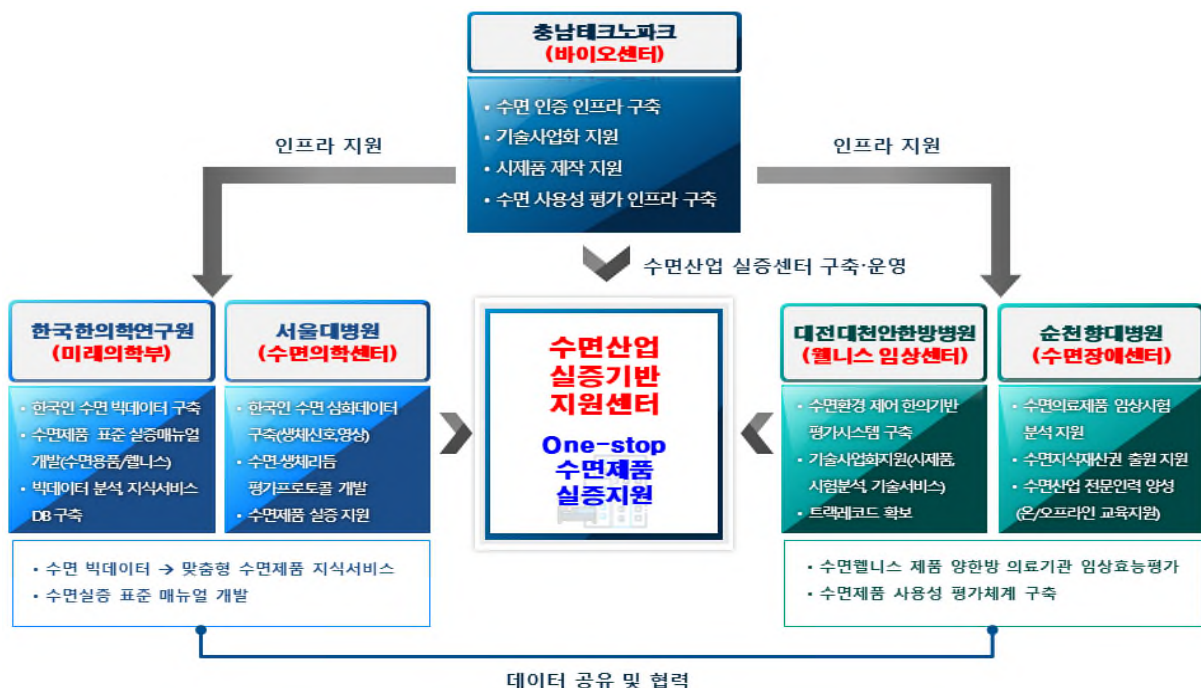 충남테크노파크
(바이오센터)
• 수면 인증 인프라 구축
• 기술사업화 지원
• 시제품 제작 지원
• 수면 사용성 평가 인프라 구축
인프라 지원
인프라 지원
수면산업 실증센터 구축·운영
한국한의학연구원
(미래의학부)
• 한국인 수면 빅데이터 구축
• 수면제품 표준 실증매뉴얼
개발(수면용품/웰니스)
• 빅데이터 분석, 지식서비스
DB 구축
서울대병원
(수면의학센터)
• 한국인 수면 심화데이터
구축(생체신호,영상)
• 수면·생체리듬
평가프로토콜 개발
• 수면제품 실증 지원
수면산업
실증기반
지원센터
One-stop
수면제품
실증지원
대전대천안한방병원
(웰니스 임상센터)
• 수면환경 제어 한의기반
평가시스템 구축
• 기술사업화지원(시제품,
시험분석, 기술서비스)
• 트랙레코드 확보
순천향대병원
(수면장애센터)
• 수면의료제품 임상시험
분석 지원
• 수면지식재산권 출원 지원
• 수면산업 전문인력 양성
(온/오프라인 교육지원)
• 수면 빅데이터 → 맞춤형 수면제품 지식서비스
• 수면실증 표준 매뉴얼 개발
• 수면웰니스 제품 양한방 의료기관 임상효능평가
• 수면제품 사용성 평가체계 구축
데이터 공유 및 협력